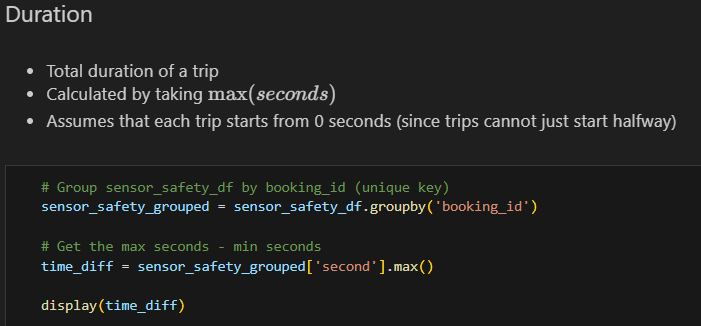 Duration
• Total duration of a trip
• Calculated by taking max(seconds)
• Assumes that each trip starts from 0 seconds (since trips cannot just start halfway)
# Group sensor_safety_df by booking_id (unique key)
sensor_safety_grouped = sensor_safety_df.groupby('booking_id')
# Get the max seconds - min seconds
time_diff = sensor_safety_grouped['second'].max()
display(time_diff)